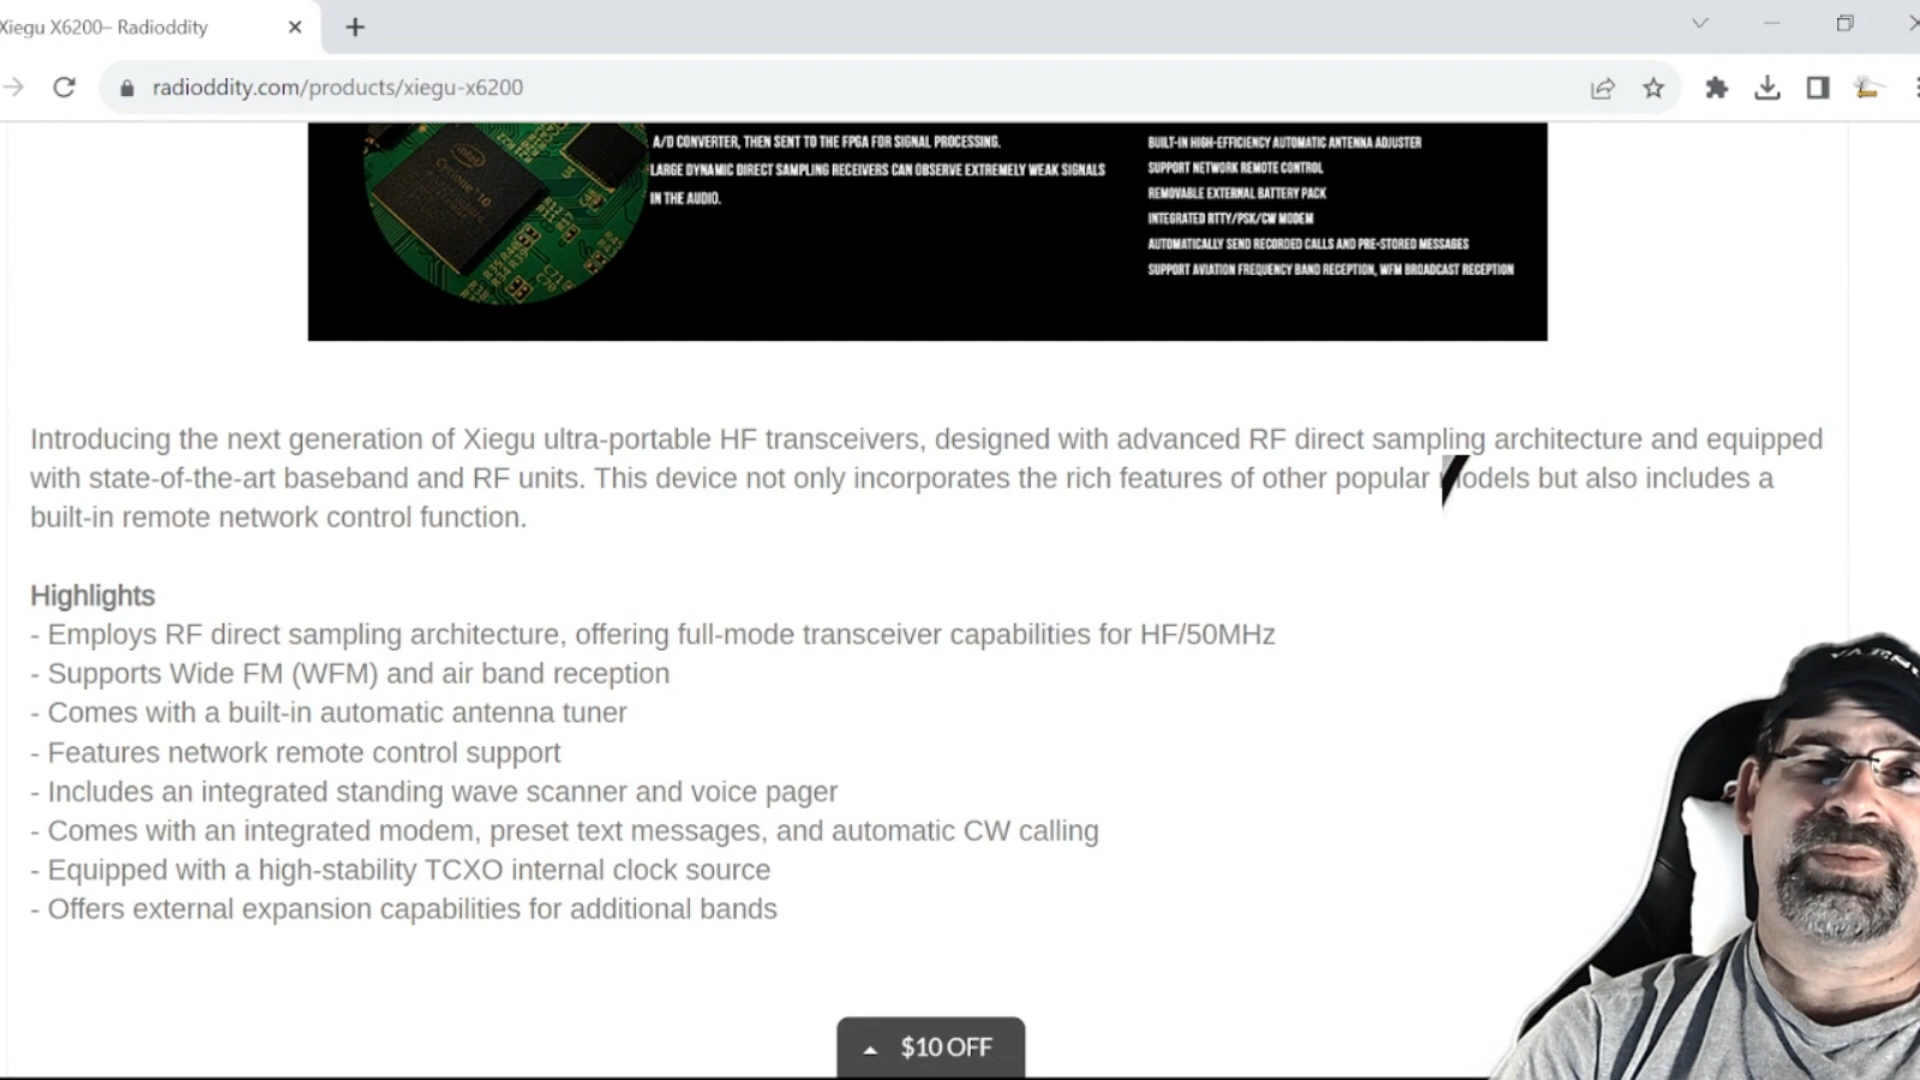 Xiegu X6200– Radioddity
radioddity.com/products/xiegu-x6200
A/D CONVERTER, THEN SENT TO THE FPGA FOR SIGNAL PROCESSING.
LARGE DYNAMIC DIRECT SAMPLING RECEIVERS CAN OBSERVE EXTREMELY WEAK SIGNALS
IN THE AUDIO.
intel
Cyclone 10
BUILT-IN HIGH-EFFICIENCY AUTOMATIC ANTENNA ADJUSTER
SUPPORT NETWORK REMOTE CONTROL
REMOVABLE EXTERNAL BATTERY PACK
INTEGRATED RTTY/PSK/CW MODEM
AUTOMATICALLY SEND RECORDED CALLS AND PRE-STORED MESSAGES
SUPPORT AVIATION FREQUENCY BAND RECEPTION, WFM BROADCAST RECEPTION
Introducing the next generation of Xiegu ultra-portable HF transceivers, designed with advanced RF direct sampling architecture and equipped
with state-of-the-art baseband and RF units. This device not only incorporates the rich features of other popular models but also includes a
built-in remote network control function.
Highlights
- Employs RF direct sampling architecture, offering full-mode transceiver capabilities for HF/50MHz
- Supports Wide FM (WFM) and air band reception
- Comes with a built-in automatic antenna tuner
- Features network remote control support
- Includes an integrated standing wave scanner and voice pager
- Comes with an integrated modem, preset text messages, and automatic CW calling
- Equipped with a high-stability TCXO internal clock source
- Offers external expansion capabilities for additional bands
$10 OFF